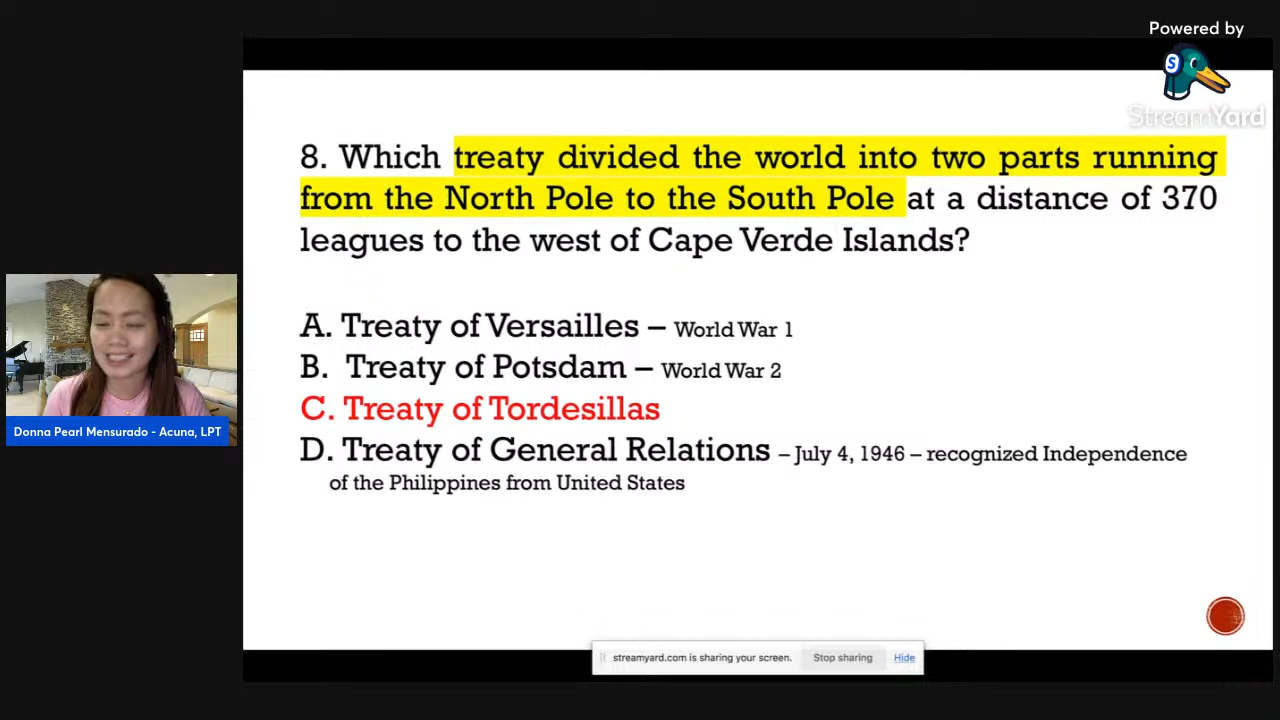 Powered by
S
StreamYard
8. Which treaty divided the world into two parts running
from the North Pole to the South Pole at a distance of 370
leagues to the west of Cape Verde Islands?
A. Treaty of Versailles – World War 1
B. Treaty of Potsdam – World War 2
C. Treaty of Tordesillas
D. Treaty of General Relations – July 4, 1946 – recognized Independence
of the Philippines from United States
Donna Pearl Mensurado - Acuna, LPT
streamyard.com is sharing your screen. Stop sharing Hide